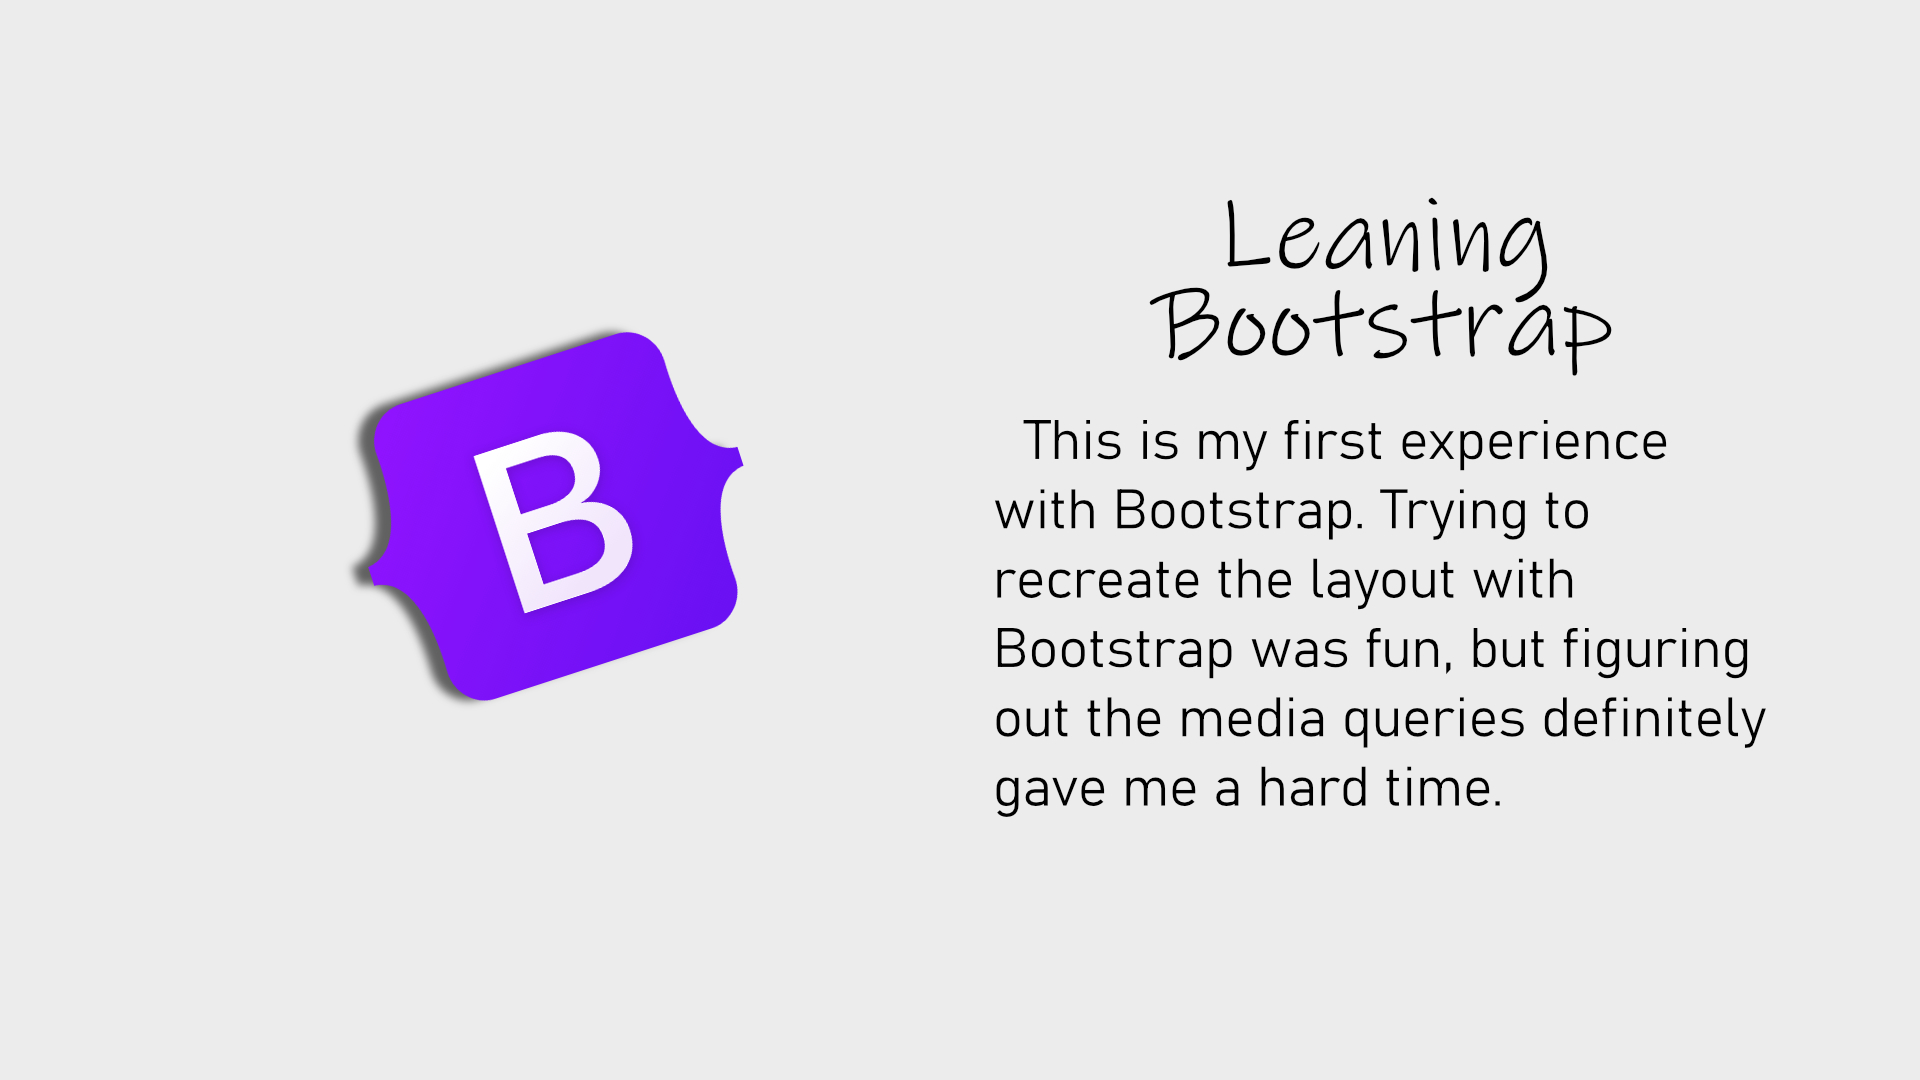 B
Leaning
Bootstrap
This is my first experience
with Bootstrap. Trying to
recreate the layout with
Bootstrap was fun, but figuring
out the media queries definitely
gave me a hard time.